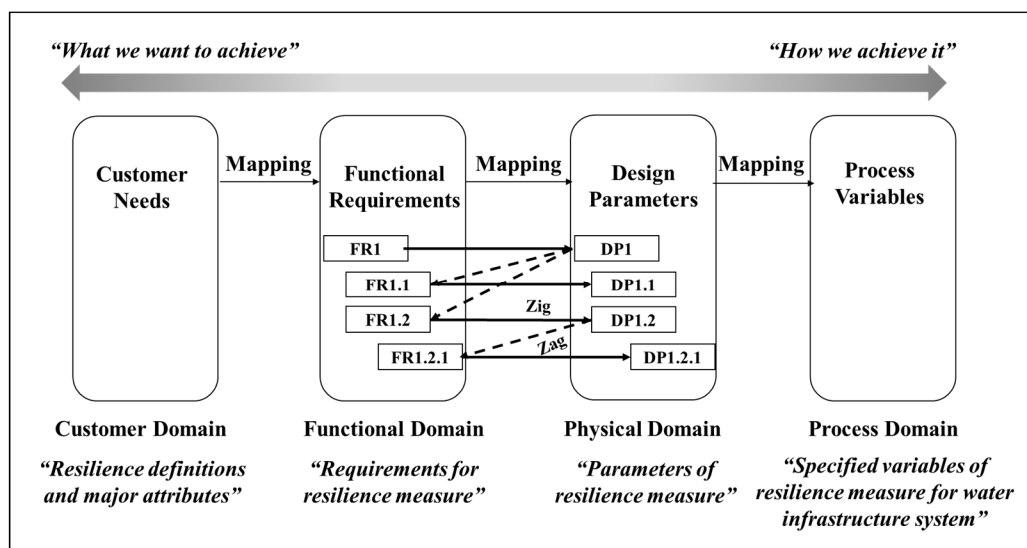 “What we want to achieve”
“How we achieve it”
Customer
Needs
Mapping
Functional
Requirements
Mapping
Design
Parameters
Mapping
Process
Variables
FR1
DP1
FR1.1
DP1.1
FR1.2
Zig
DP1.2
Zag
FR1.2.1
DP1.2.1
Customer Domain
Functional Domain
Physical Domain
Process Domain
“Resilience definitions
and major attributes”
“Requirements for
resilience measure”
“Parameters of
resilience measure”
“Specified variables of
resilience measure for water
infrastructure system”